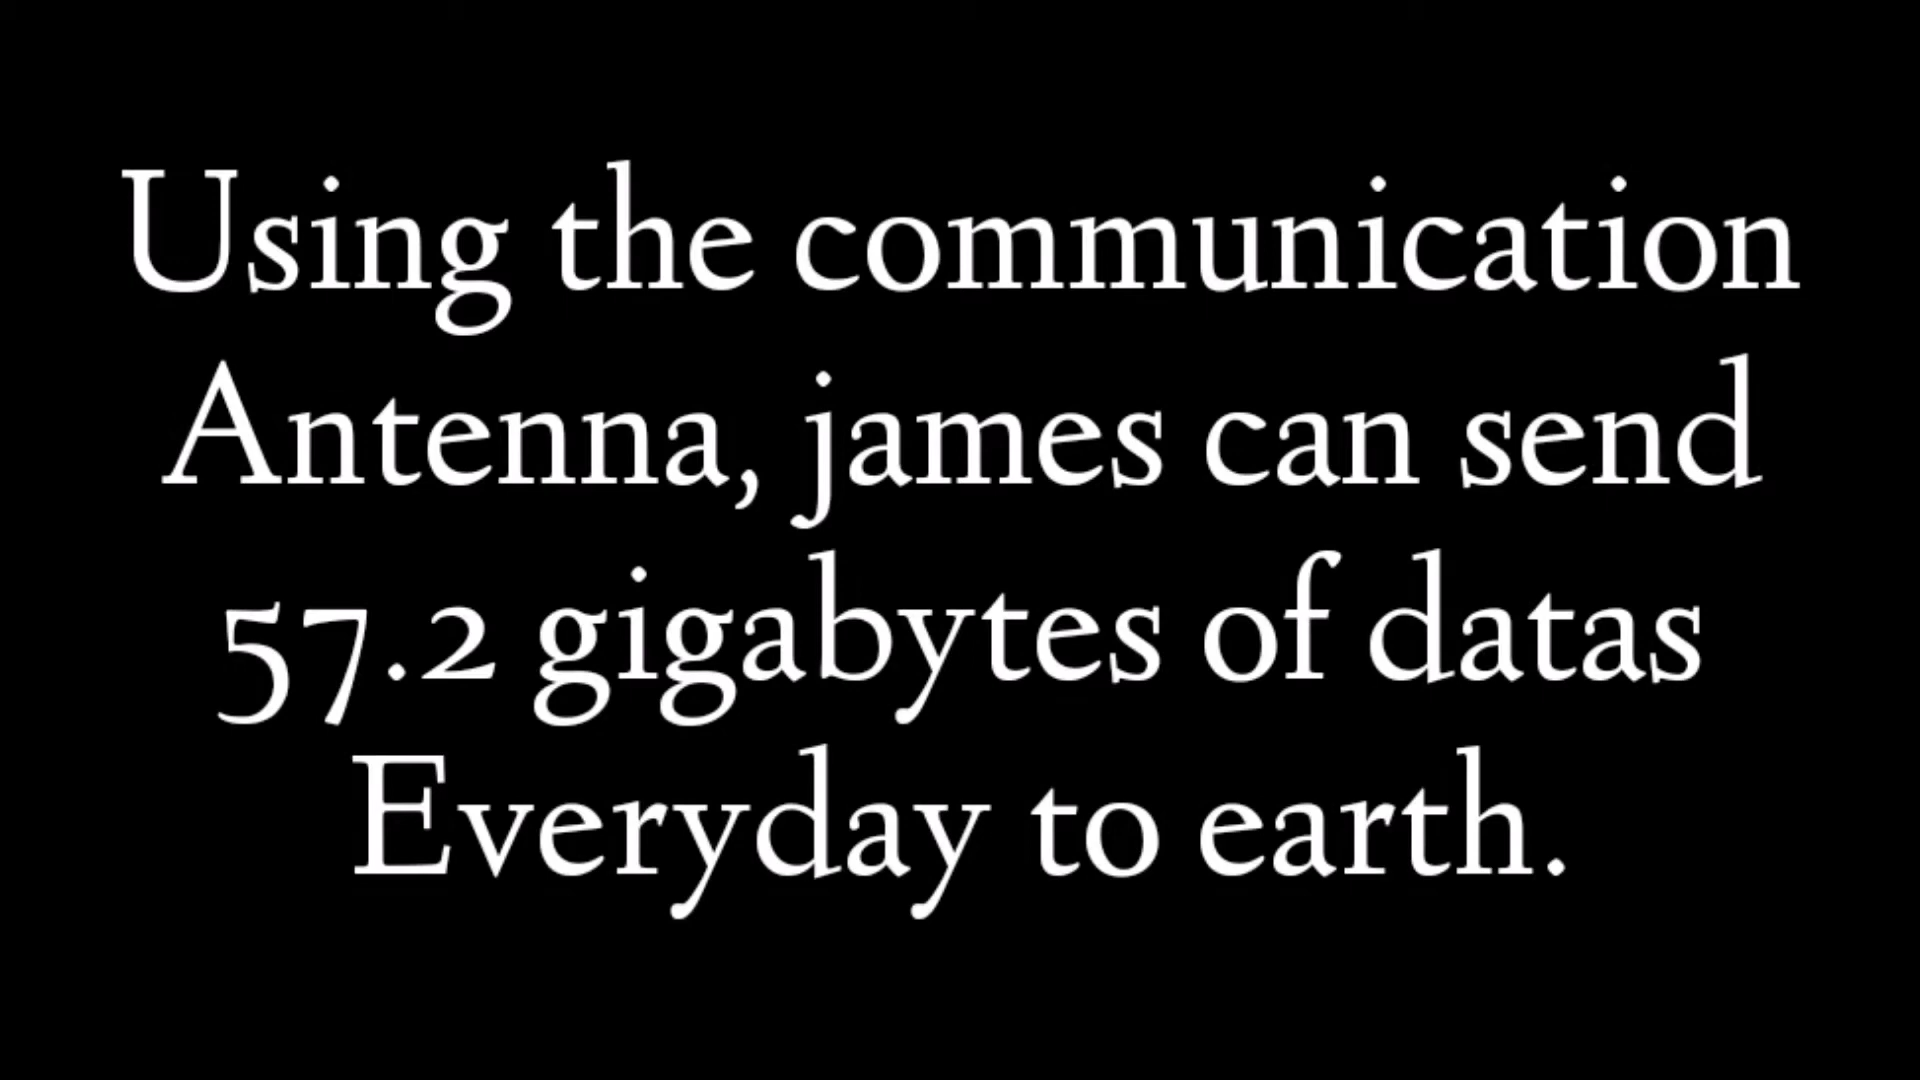 Using the communication
Antenna, james can send
57.2 gigabytes of datas
Everyday to earth.